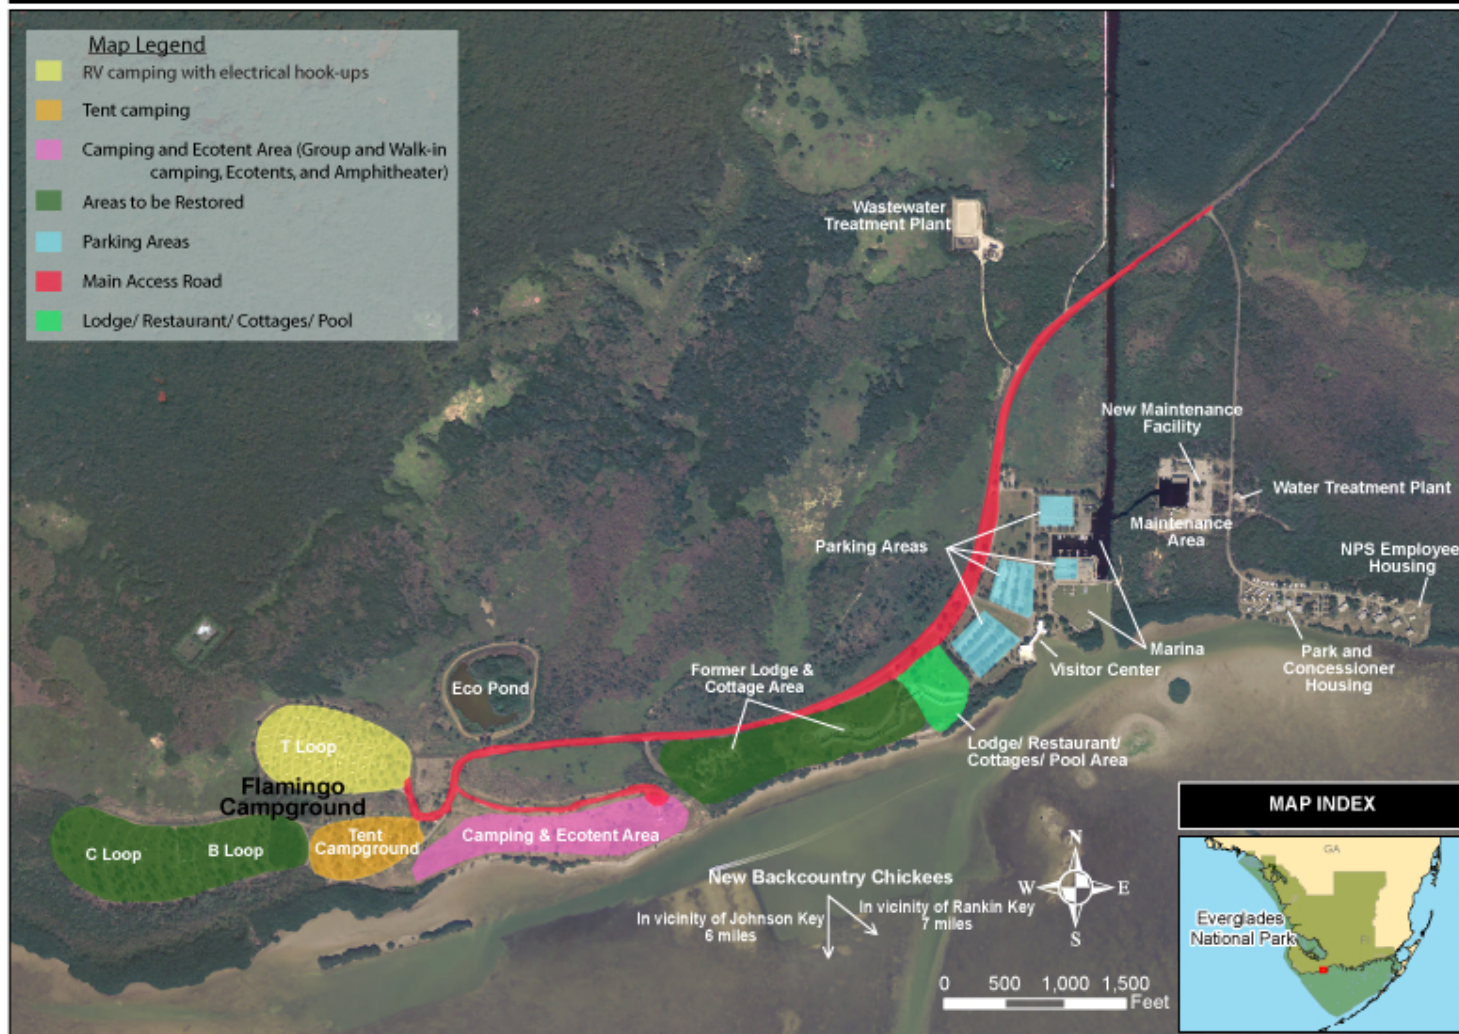 Map Legend
RV camping with electrical hook-ups
Tent camping
Camping and Ecotent Area (Group and Walk-in
camping, Ecotents, and Amphitheater)
Areas to be Restored
Parking Areas
Main Access Road
Lodge/ Restaurant/ Cottages/ Pool
Wastewater
Treatment Plant
New Maintenance
Facility
Water Treatment Plant
Maintenance
Area
NPS Employee
Housing
Parking Areas
Marina
Visitor Center
Park and
Concessioner
Housing
Former Lodge &
Cottage Area
Eco Pond
Lodge/ Restaurant/
Cottages/ Pool Area
T Loop
Flamingo
Campground
Tent
Campground
Camping & Ecotent Area
C Loop
B Loop
New Backcountry Chickees
In vicinity of Johnson Key
6 miles
In vicinity of Rankin Key
7 miles
N
W
E
S
0 500 1,000 1,500
Feet
MAP INDEX
GA
Everglades
National Park
FL